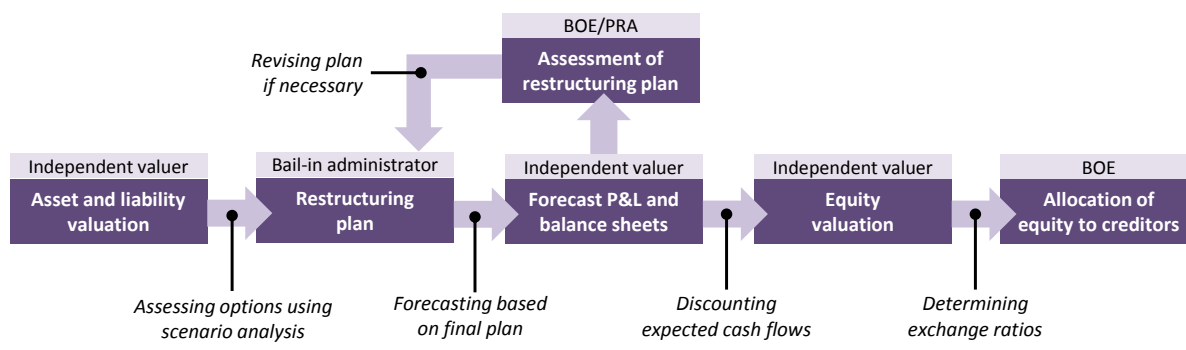 BOE/PRA
Assessment of
restructuring plan
Revising plan
if necessary
Independent valuer
Asset and liability
valuation
Bail-in administrator
Restructuring
plan
Independent valuer
Forecast P&L and
balance sheets
Independent valuer
Equity
valuation
BOE
Allocation of
equity to creditors
Assessing options using
scenario analysis
Forecasting based
on final plan
Discounting
expected cash flows
Determining
exchange ratios